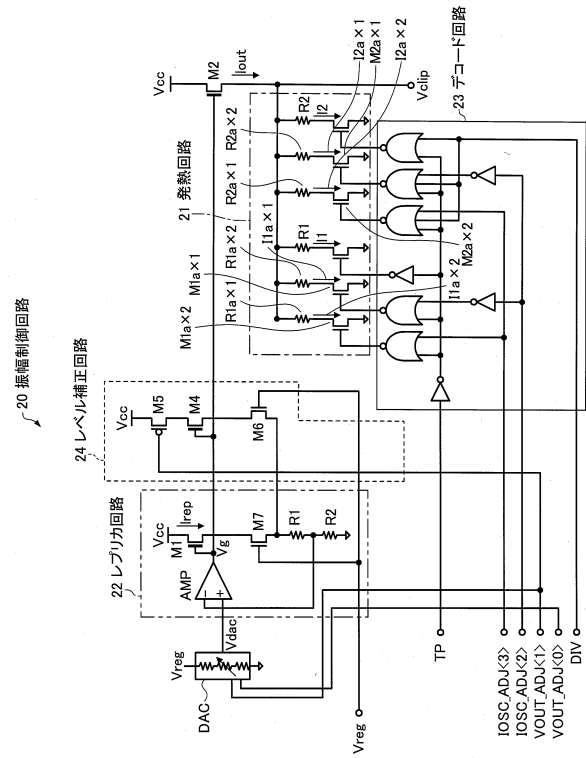 20 振幅制御回路
24 レベル補正回路
22 レプリカ回路
21 発熱回路
23 デコード回路
Vcc
M5
M4
M6
Vcc
M1
Irep
Vg
M7
R1
R2
AMP
Vdac
Vreg
DAC
Vreg
Vcc
M2
Iout
Vclip
M1a×2
R1a×1
M1a×1
R1a×2
I1a×1
R2a×1
R2a×2
R1
I1
R2
I2
I2a×1
M2a×1
I2a×2
M2a×2
I1a×2
TP
IOSC_ADJ<3>
IOSC_ADJ<2>
VOUT_ADJ<1>
VOUT_ADJ<0>
DIV